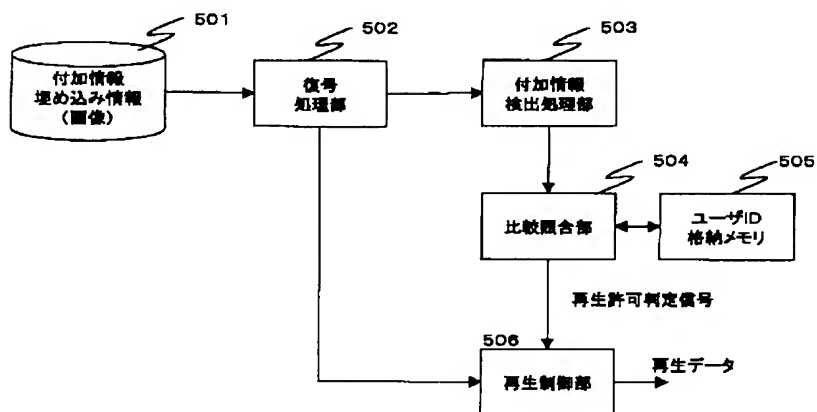 501
502
503
付加情報
埋め込み情報
(画像)
復号
処理部
付加情報
検出処理部
504
505
比較照合部
ユーザID
格納メモリ
再生許可判定信号
506
再生制御部
再生データ